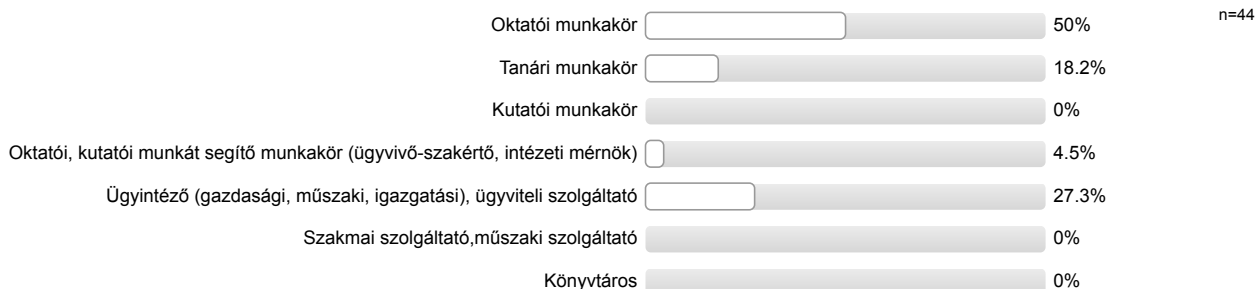 n=44
Oktatói munkakör 50%
Tanári munkakör 18.2%
Kutatói munkakör 0%
Oktatói, kutatói munkát segítő munkakör (ügyvivő-szakértő, intézeti mérnök) 4.5%
Ügyintéző (gazdasági, műszaki, igazgatási), ügyviteli szolgáltató 27.3%
Szakmai szolgáltató,műszaki szolgáltató 0%
Könyvtáros 0%